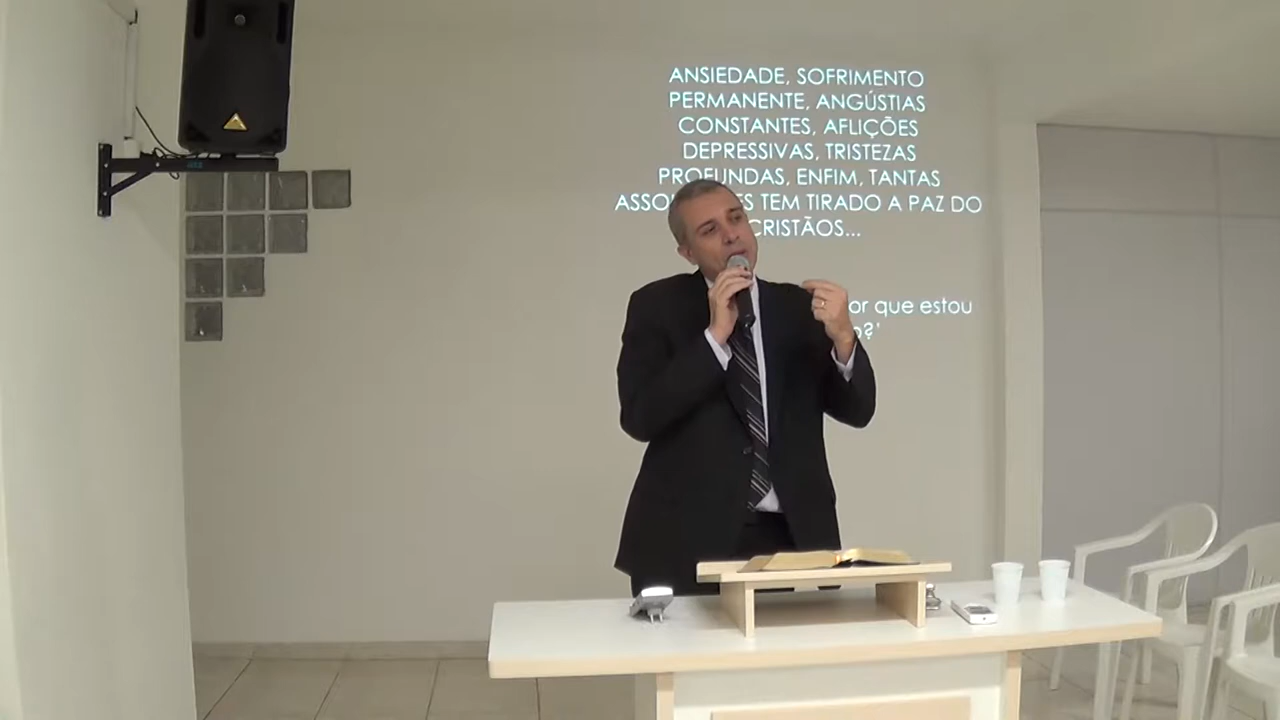 ANSIEDADE, SOFRIMENTO
PERMANENTE, ANGÚSTIAS
CONSTANTES, AFLIÇÕES
DEPRESSIVAS, TRISTEZAS
PROFUNDAS, ENFIM, TANTAS
TEM TIRADO A PAZ DO
CRISTÃOS...
que estou